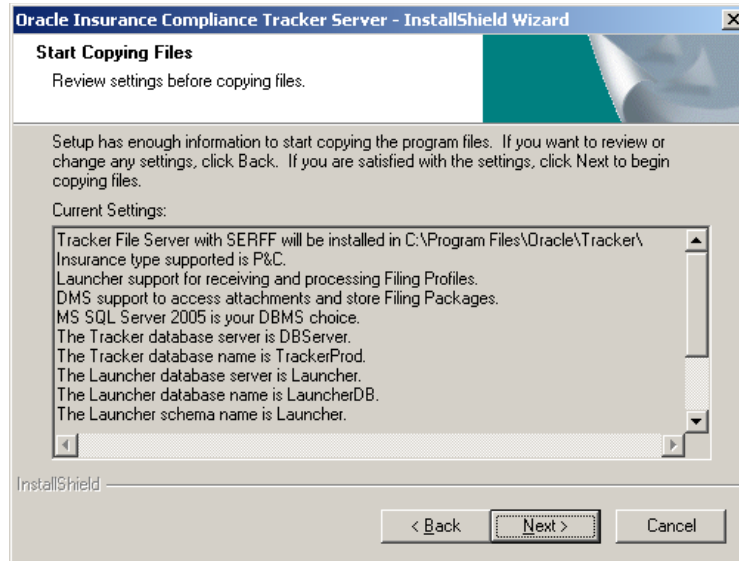 Oracle Insurance Compliance Tracker Server - InstallShield Wizard
Start Copying Files
Review settings before copying files.
Setup has enough information to start copying the program files.  If you want to review or
change any settings, click Back.  If you are satisfied with the settings, click Next to begin
copying files.
Current Settings:
Tracker File Server with SERFF will be installed in C:\Program Files\Oracle\Tracker\
Insurance type supported is P&C.
Launcher support for receiving and processing Filing Profiles.
DMS support to access attachments and store Filing Packages.
MS SQL Server 2005 is your DBMS choice.
The Tracker database server is DBServer.
The Tracker database name is TrackerProd.
The Launcher database server is Launcher.
The Launcher database name is LauncherDB.
The Launcher schema name is Launcher.
InstallShield
< Back Next > Cancel